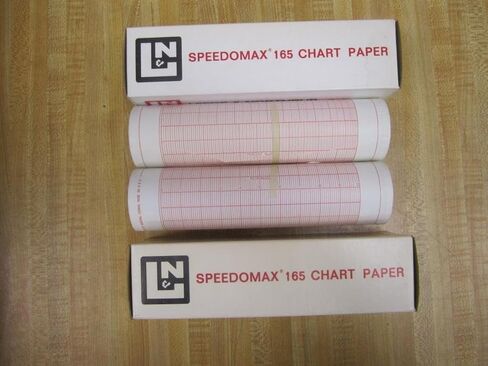 L&N
SPEEDOMAX® 165 CHART PAPER
L&N
SPEEDOMAX® 165 CHART PAPER